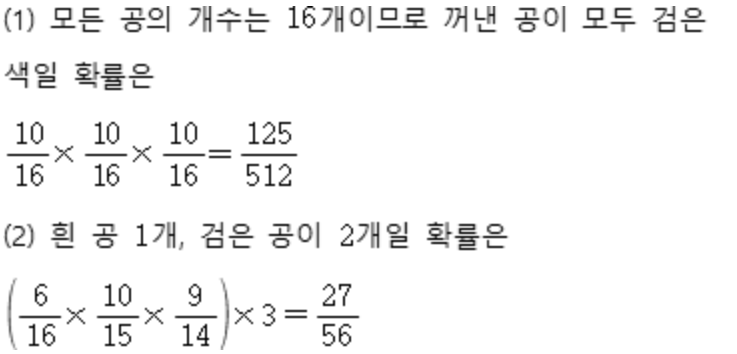 (1) 모든 공의 개수는 16개이므로 꺼낸 공이 모두 검은
색일 확률은
10/16 × 10/16 × 10/16 = 125/512
(2) 흰 공 1개, 검은 공이 2개일 확률은
(6/16 × 10/15 × 9/14) × 3 = 27/56